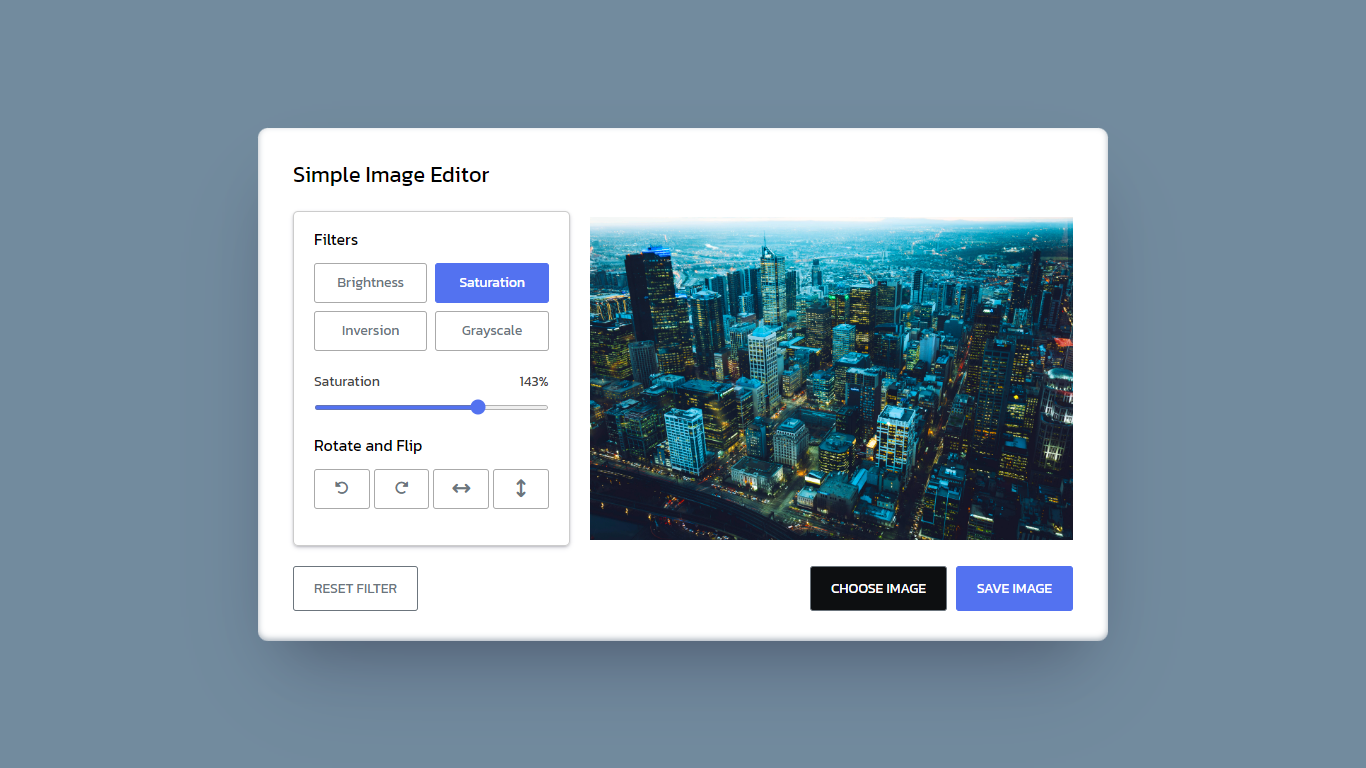 Simple Image Editor
Filters
Brightness
Saturation
Inversion
Grayscale
Saturation 143%
Rotate and Flip
RESET FILTER
CHOOSE IMAGE
SAVE IMAGE